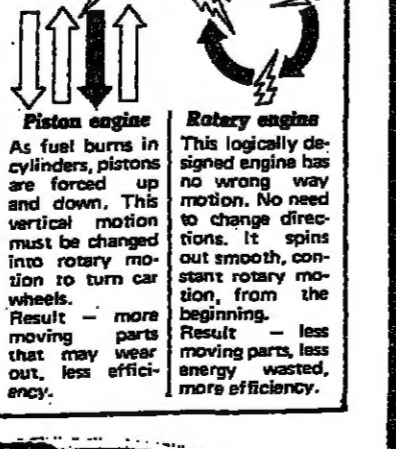 Piston engine
As fuel burns in
cylinders, pistons
are forced up
and down. This
vertical motion
must be changed
into rotary mo-
tion to turn car
wheels.
Result — more
moving parts
that may wear
out, less effici-
ency.
Rotary engine
This logically de-
signed engine has
no wrong way
motion. No need
to change direc-
tions. It spins
out smooth, con-
stant rotary mo-
tion, from the
beginning.
Result — less
moving parts, less
energy wasted,
more efficiency.